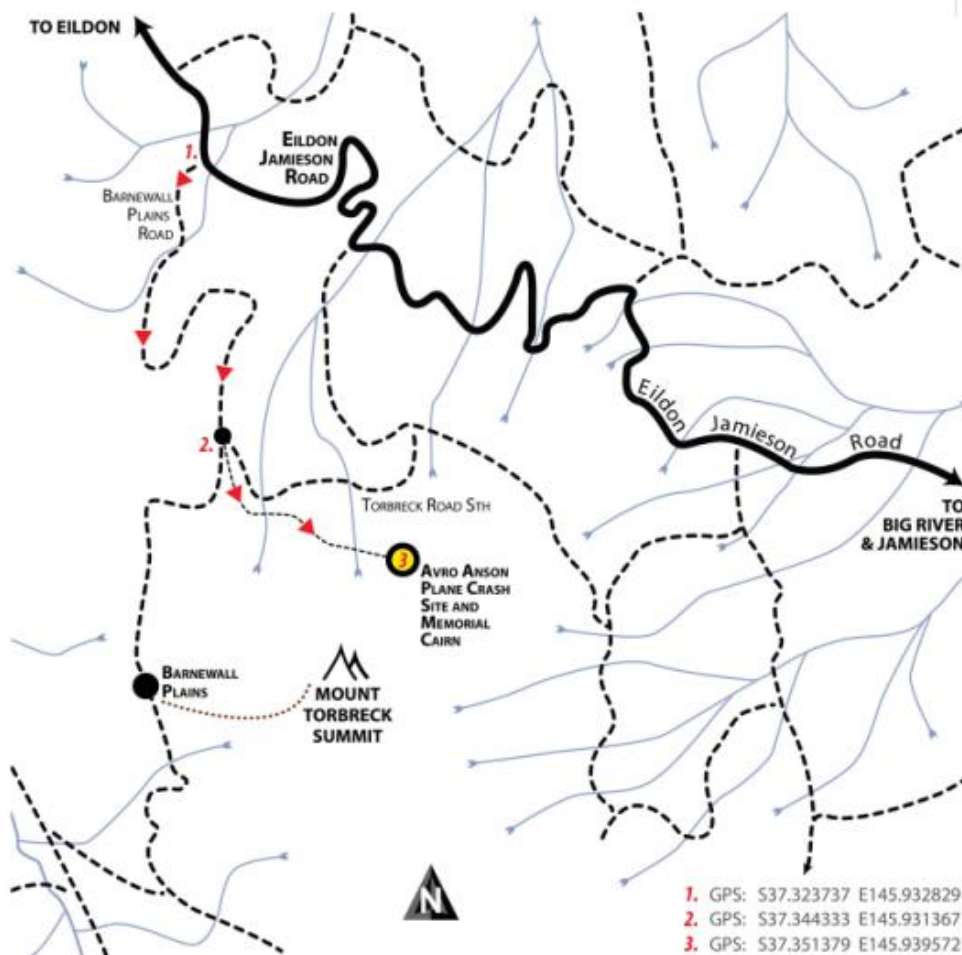 TO EILDON
1.
EILDON
JAMIESON
ROAD
BARNEWALL
PLAINS
ROAD
Eildon Jamieson Road
2.
TORBRECK ROAD STH
TO
BIG RIVER
& JAMIESON
3
AVRO ANSON
PLANE CRASH
SITE AND
MEMORIAL
CAIRN
BARNEWALL
PLAINS
MOUNT
TORBRECK
SUMMIT
N
1. GPS: S37.323737 E145.932829
2. GPS: S37.344333 E145.931367
3. GPS: S37.351379 E145.939572